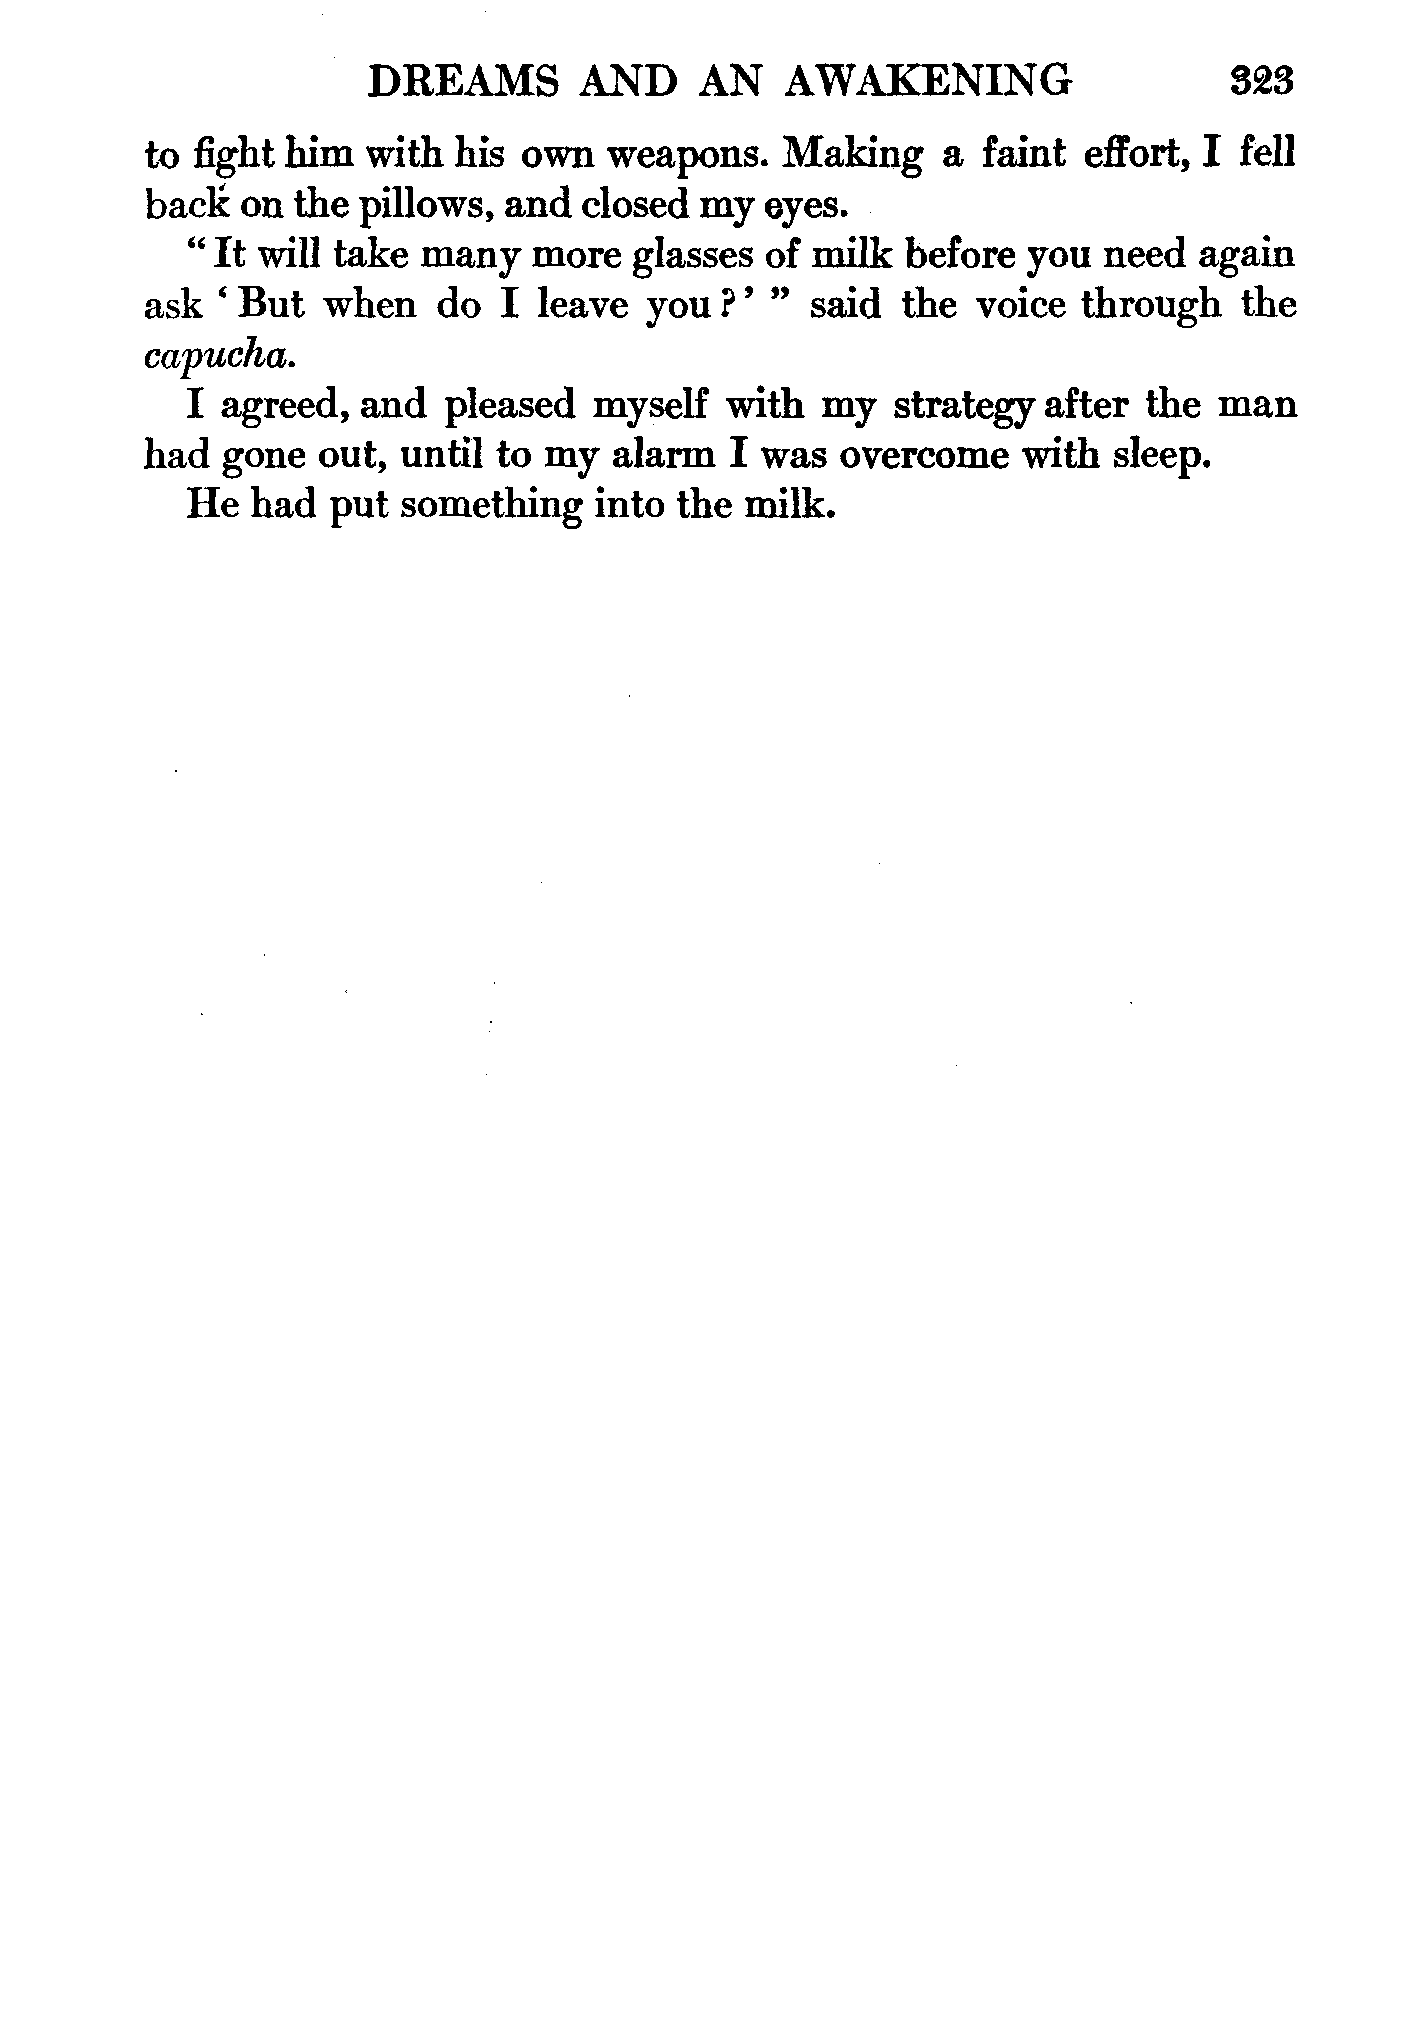 DREAMS AND AN AWAKENING 323
to fight him with his own weapons. Making a faint effort, I fell
back on the pillows, and closed my eyes.
“It will take many more glasses of milk before you need again
ask ‘But when do I leave you?’ ” said the voice through the
capucha.
I agreed, and pleased myself with my strategy after the man
had gone out, until to my alarm I was overcome with sleep.
He had put something into the milk.